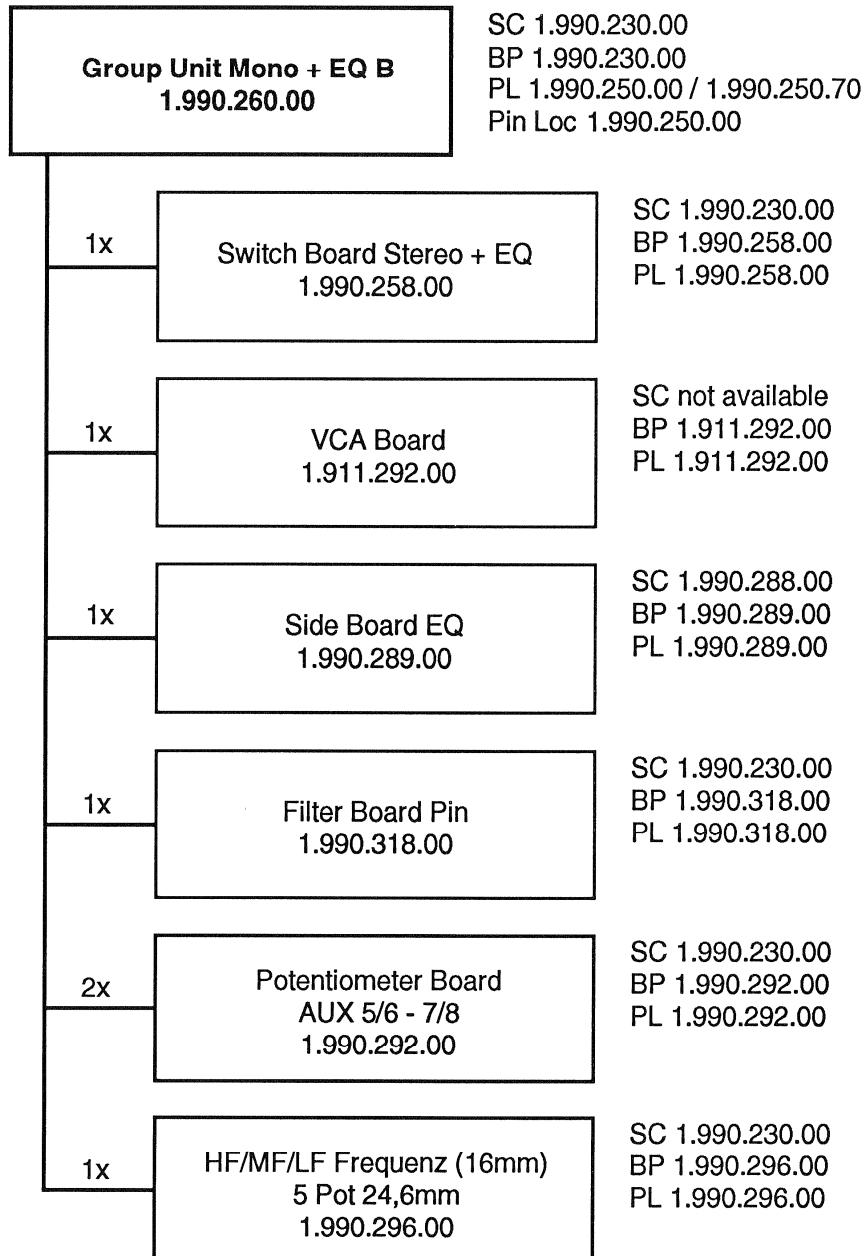 Group Unit Mono + EQ B
1.990.260.00
SC 1.990.230.00
BP 1.990.230.00
PL 1.990.250.00 / 1.990.250.70
Pin Loc 1.990.250.00
1x
Switch Board Stereo + EQ
1.990.258.00
SC 1.990.230.00
BP 1.990.258.00
PL 1.990.258.00
1x
VCA Board
1.911.292.00
SC not available
BP 1.911.292.00
PL 1.911.292.00
1x
Side Board EQ
1.990.289.00
SC 1.990.288.00
BP 1.990.289.00
PL 1.990.289.00
1x
Filter Board Pin
1.990.318.00
SC 1.990.230.00
BP 1.990.318.00
PL 1.990.318.00
2x
Potentiometer Board
AUX 5/6 - 7/8
1.990.292.00
SC 1.990.230.00
BP 1.990.292.00
PL 1.990.292.00
1x
HF/MF/LF Frequenz (16mm)
5 Pot 24,6mm
1.990.296.00
SC 1.990.230.00
BP 1.990.296.00
PL 1.990.296.00